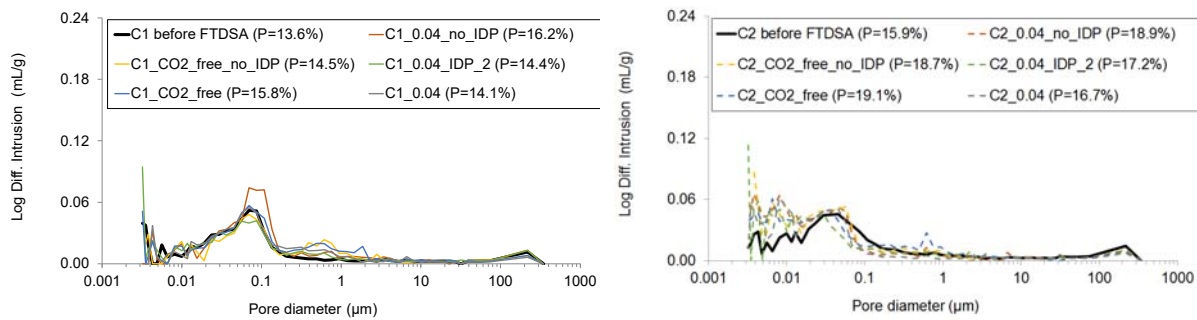 0.24
0.18
0.12
0.06
0.00
Log Diff. Intrusion (mL/g)
C1 before FTDSA (P=13.6%) C1_0.04_no_IDP (P=16.2%)
C1_CO2_free_no_IDP (P=14.5%) C1_0.04_IDP_2 (P=14.4%)
C1_CO2_free (P=15.8%) C1_0.04 (P=14.1%)
0.001 0.01 0.1 1 10 100 1000
Pore diameter (µm)
0.24
0.18
0.12
0.06
0.00
Log Diff. Intrusion (mL/g)
C2 before FTDSA (P=15.9%) C2_0.04_no_IDP (P=18.9%)
C2_CO2_free_no_IDP (P=18.7%) C2_0.04_IDP_2 (P=17.2%)
C2_CO2_free (P=19.1%) C2_0.04 (P=16.7%)
0.001 0.01 0.1 1 10 100 1000
Pore diameter (µm)